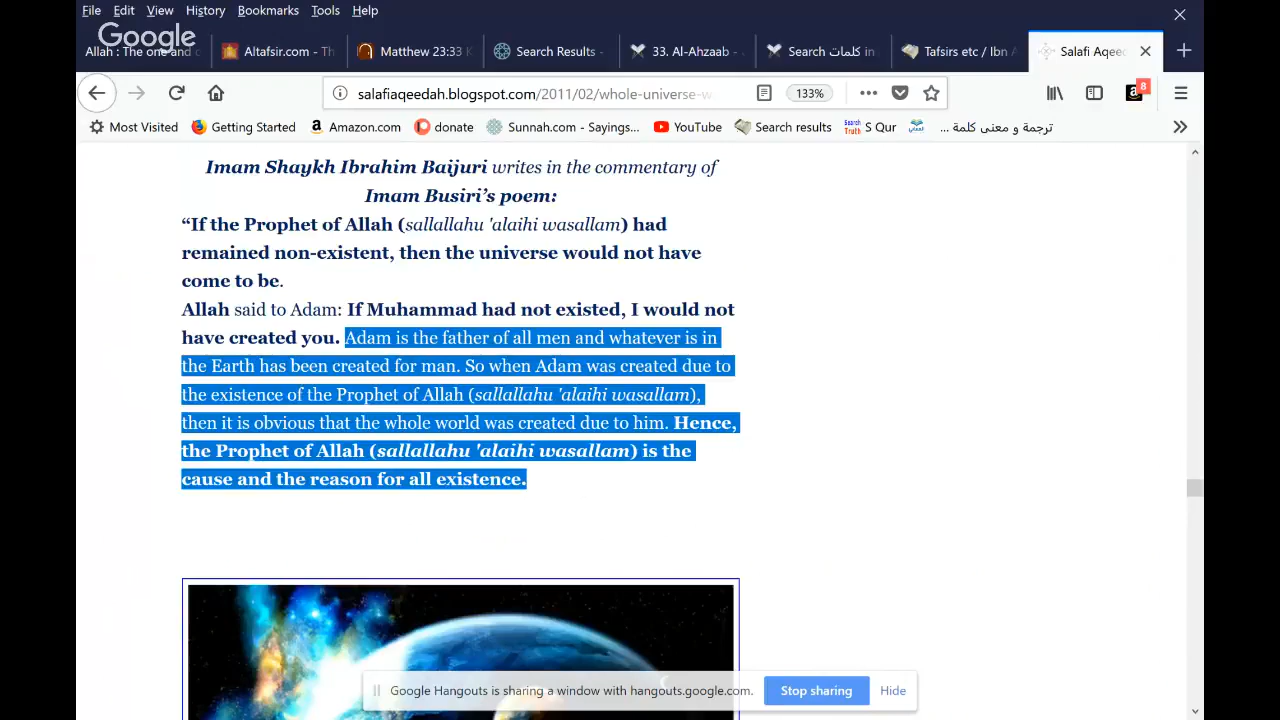 File Edit View History Bookmarks Tools Help
Google
Allah : The one and o
Altafsir.com - Th
Matthew 23:33 K
Search Results -
33. Al-Ahzaab - .
Search كلمات in
Tafsirs etc / Ibn A
Salafi Aqee
salafiaqeedah.blogspot.com/2011/02/whole-universe-w
133%
8
Most Visited
Getting Started
Amazon.com
donate
Sunnah.com - Sayings,...
YouTube
Search results
Search Truth
S Qur
ترجمة و معنى كلمة ...
Imam Shaykh Ibrahim Baijuri writes in the commentary of
Imam Busiri’s poem:
“If the Prophet of Allah (sallallahu 'alaihi wasallam) had
remained non-existent, then the universe would not have
come to be.
Allah said to Adam: If Muhammad had not existed, I would not
have created you. Adam is the father of all men and whatever is in
the Earth has been created for man. So when Adam was created due to
the existence of the Prophet of Allah (sallallahu 'alaihi wasallam),
then it is obvious that the whole world was created due to him. Hence,
the Prophet of Allah (sallallahu 'alaihi wasallam) is the
cause and the reason for all existence.
Google Hangouts is sharing a window with hangouts.google.com.
Stop sharing
Hide